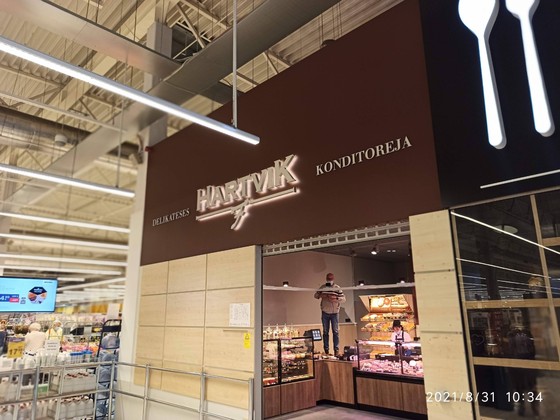 DELIKATESES
HARTVIK
KONDITOREJA
2021/8/31 10:34